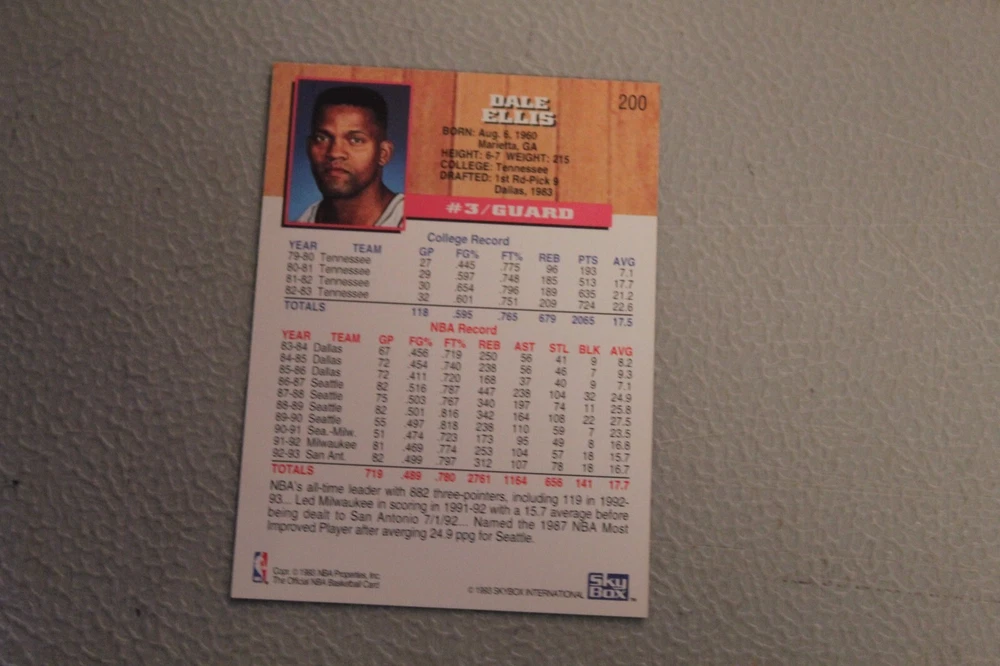 200
DALE
ELLIS
BORN: Aug. 6, 1960
Marietta, GA
HEIGHT: 6-7 WEIGHT: 215
COLLEGE: Tennessee
DRAFTED: 1st Rd-Pick 9
Dallas, 1983
#3/GUARD
College Record
YEAR TEAM GP FG% FT% REB PTS AVG
79-80 Tennessee 27 .445 .775 96 193 7.1
80-81 Tennessee 29 .597 .748 185 513 17.7
81-82 Tennessee 30 .654 .796 189 635 21.2
82-83 Tennessee 32 .601 .751 209 724 22.6
TOTALS 118 .595 .765 679 2065 17.5
NBA Record
YEAR TEAM GP FG% FT% REB AST STL BLK AVG
83-84 Dallas 67 .456 .719 250 56 41 9 8.2
84-85 Dallas 72 .454 .740 238 56 46 7 9.3
85-86 Dallas 72 .411 .720 168 37 40 9 7.1
86-87 Seattle 82 .516 .787 447 238 104 32 24.9
87-88 Seattle 75 .503 .767 340 197 74 11 25.8
88-89 Seattle 82 .501 .816 342 164 108 22 27.5
89-90 Seattle 55 .497 .818 238 110 59 7 23.5
90-91 Sea.-Milw. 51 .474 .723 173 95 49 8 16.8
91-92 Milwaukee 81 .469 .774 253 104 57 18 15.7
92-93 San Ant. 82 .499 .797 312 107 78 18 16.7
TOTALS 719 .489 .780 2761 1164 656 141 17.7
NBA's all-time leader with 882 three-pointers, including 119 in 1992-
93... Led Milwaukee in scoring in 1991-92 with a 15.7 average before
being dealt to San Antonio 7/1/92... Named the 1987 NBA Most
Improved Player after averging 24.9 ppg for Seattle.
Copr. © 1993 NBA Properties, Inc.
The Official NBA Basketball Card
© 1993 SKYBOX INTERNATIONAL
Sky
Box™